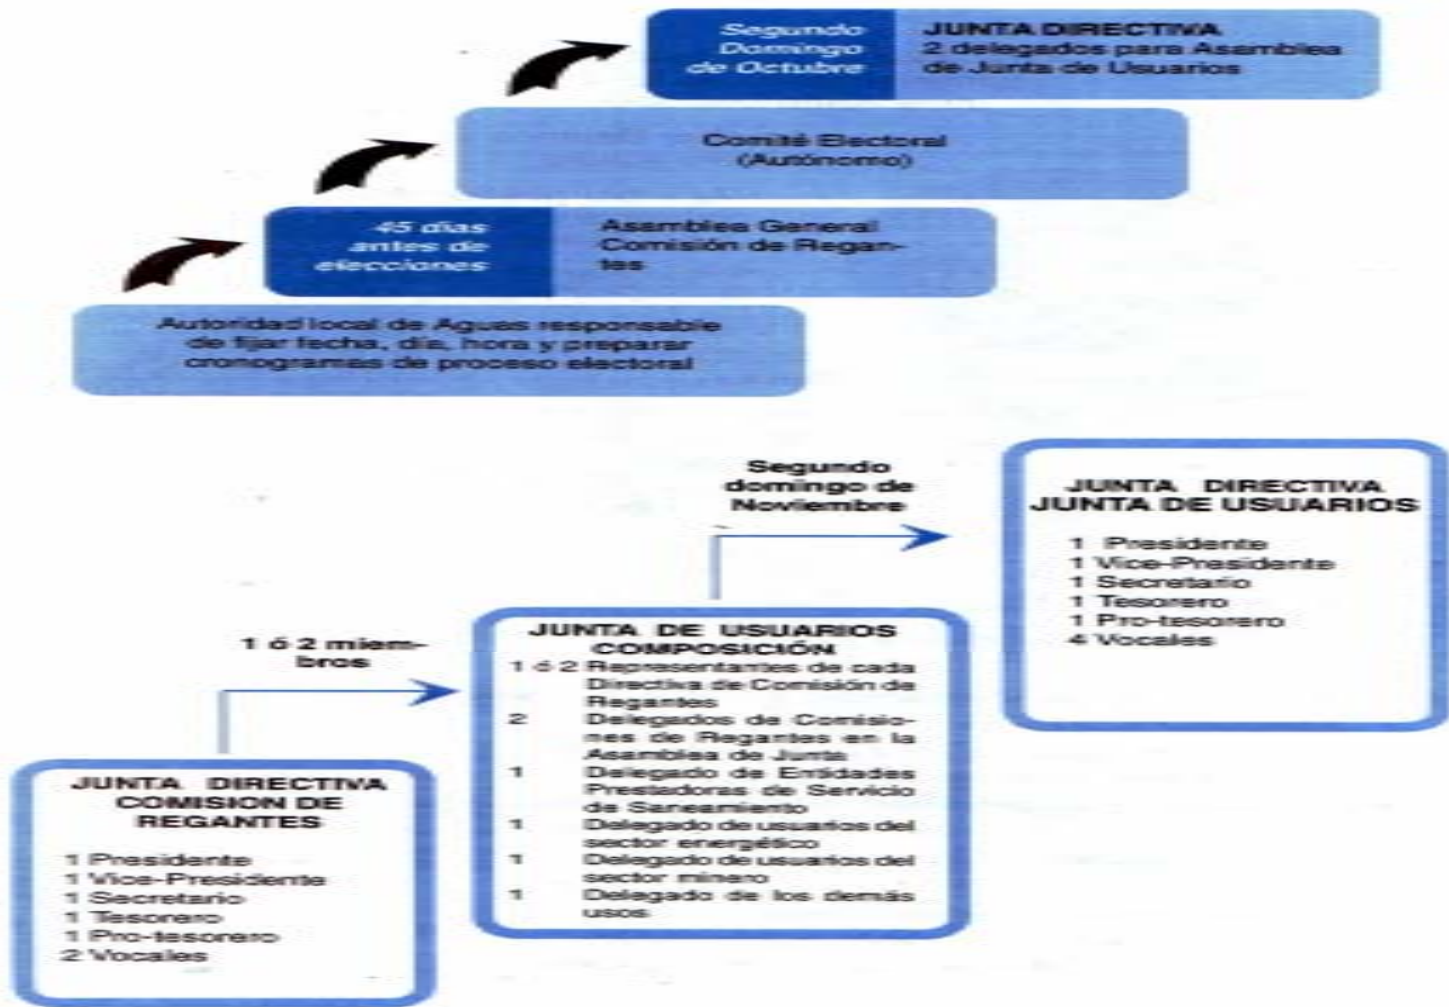 Segundo
Domingo
de Octubre
JUNTA DIRECTIVA
2 delegados para Asamblea
de Junta de Usuarios
Comité Electoral
(Autónomo)
45 días
antes de
elecciones
Asamblea General
Comisión de Regan-
tes
Autoridad local de Aguas responsable
de fijar fecha, día, hora y preparar
cronogramas de proceso electoral
Segundo
domingo de
Noviembre
JUNTA DIRECTIVA
JUNTA DE USUARIOS
1 Presidente
1 Vice-Presidente
1 Secretario
1 Tesorero
1 Pro-tesorero
4 Vocales
1 ó 2 miem-
bros
JUNTA DE USUARIOS
COMPOSICIÓN
1 ó 2 Representantes de cada
Directiva de Comisión de
Regantes
2 Delegados de Comisio-
nes de Regantes en la
Asamblea de Junta
1 Delegado de Entidades
Prestadoras de Servicio
de Saneamiento
1 Delegado de usuarios del
sector energético
1 Delegado de usuarios del
sector minero
1 Delegado de los demás
usos
JUNTA DIRECTIVA
COMISION DE
REGANTES
1 Presidente
1 Vice-Presidente
1 Secretario
1 Tesorero
1 Pro-tesorero
2 Vocales